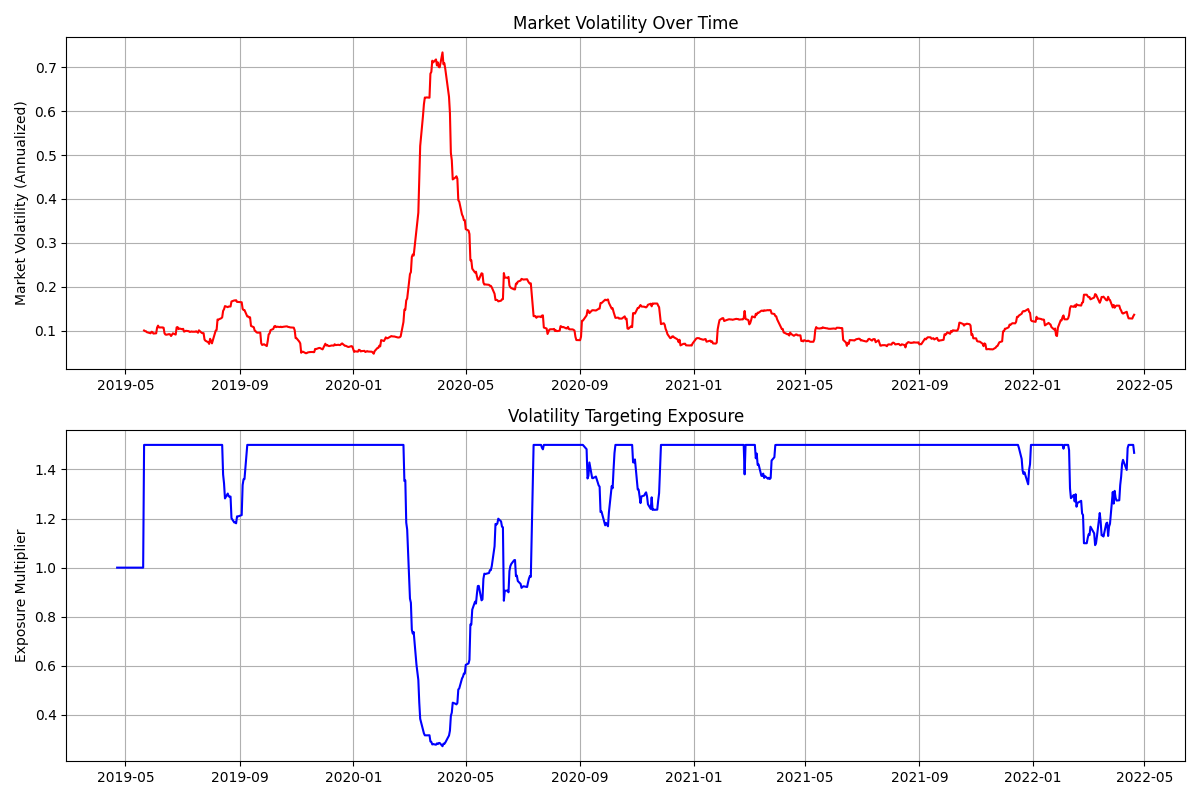 Market Volatility Over Time
Market Volatility (Annualized)
0.7
0.6
0.5
0.4
0.3
0.2
0.1
2019-05 2019-09 2020-01 2020-05 2020-09 2021-01 2021-05 2021-09 2022-01 2022-05
Volatility Targeting Exposure
Exposure Multiplier
1.4
1.2
1.0
0.8
0.6
0.4
2019-05 2019-09 2020-01 2020-05 2020-09 2021-01 2021-05 2021-09 2022-01 2022-05